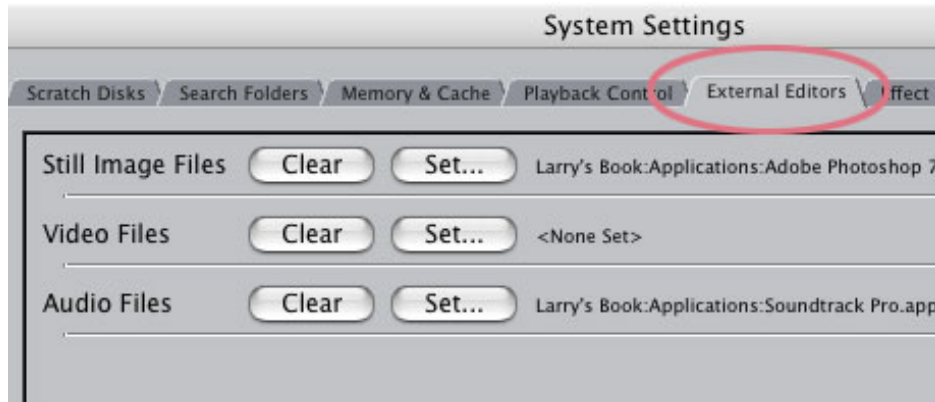 System Settings
Scratch Disks Search Folders Memory & Cache Playback Control External Editors Effect
Still Image Files Clear Set... Larry's Book:Applications:Adobe Photoshop 7
Video Files Clear Set... <None Set>
Audio Files Clear Set... Larry's Book:Applications:Soundtrack Pro.app